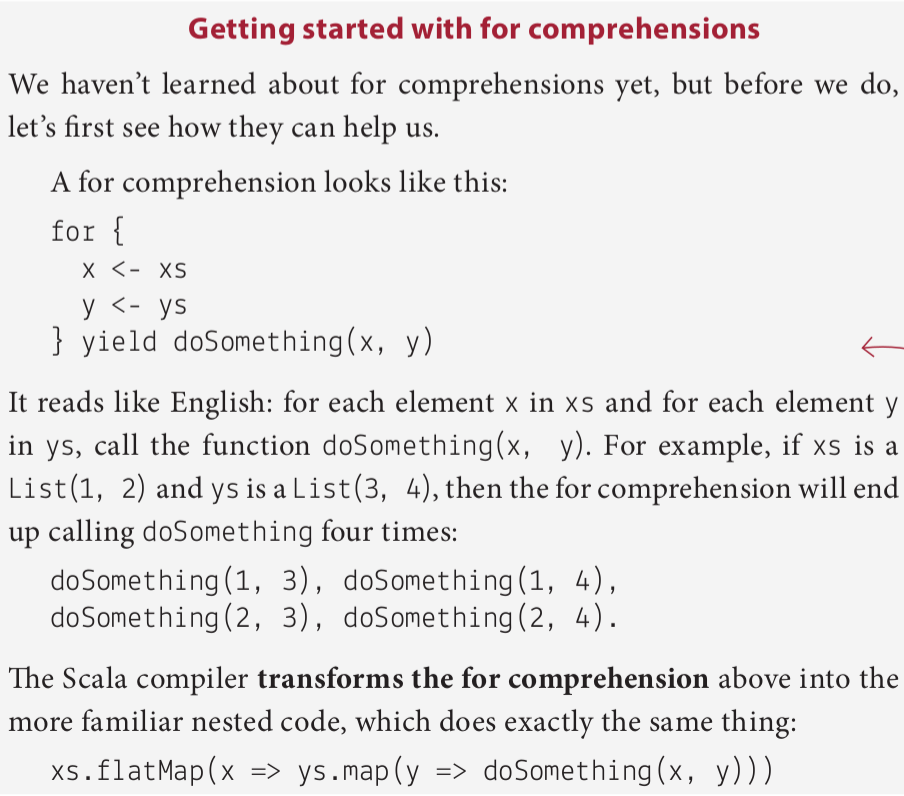 Getting started with for comprehensions
We haven’t learned about for comprehensions yet, but before we do,
let’s first see how they can help us.
A for comprehension looks like this:
for {
  x <- xs
  y <- ys
} yield doSomething(x, y)
It reads like English: for each element x in xs and for each element y
in ys, call the function doSomething(x, y). For example, if xs is a
List(1, 2) and ys is a List(3, 4), then the for comprehension will end
up calling doSomething four times:
doSomething(1, 3), doSomething(1, 4),
doSomething(2, 3), doSomething(2, 4).
The Scala compiler transforms the for comprehension above into the
more familiar nested code, which does exactly the same thing:
xs.flatMap(x => ys.map(y => doSomething(x, y)))